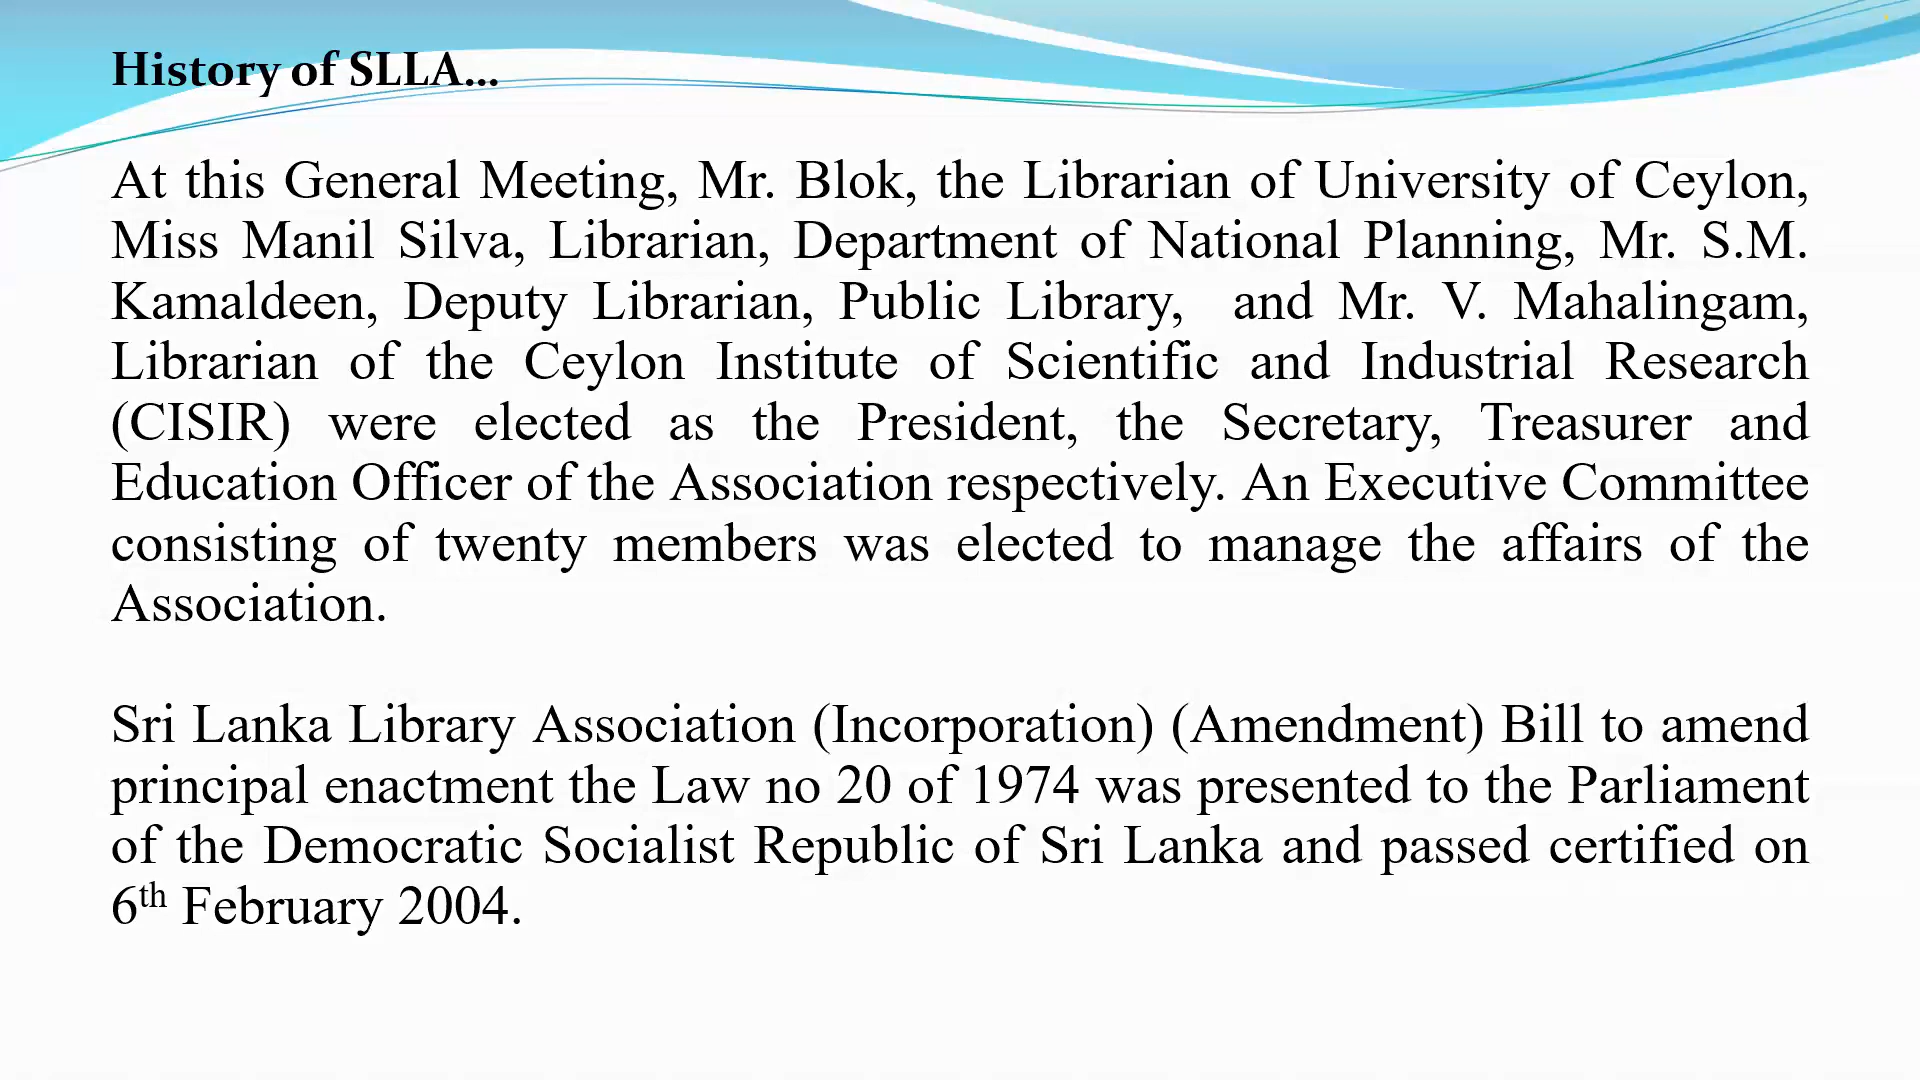 History of SLLA...
At this General Meeting, Mr. Blok, the Librarian of University of Ceylon,
Miss Manil Silva, Librarian, Department of National Planning, Mr. S.M.
Kamaldeen, Deputy Librarian, Public Library,  and Mr. V. Mahalingam,
Librarian of the Ceylon Institute of Scientific and Industrial Research
(CISIR) were elected as the President, the Secretary, Treasurer and
Education Officer of the Association respectively. An Executive Committee
consisting of twenty members was elected to manage the affairs of the
Association.
Sri Lanka Library Association (Incorporation) (Amendment) Bill to amend
principal enactment the Law no 20 of 1974 was presented to the Parliament
of the Democratic Socialist Republic of Sri Lanka and passed certified on
6th February 2004.